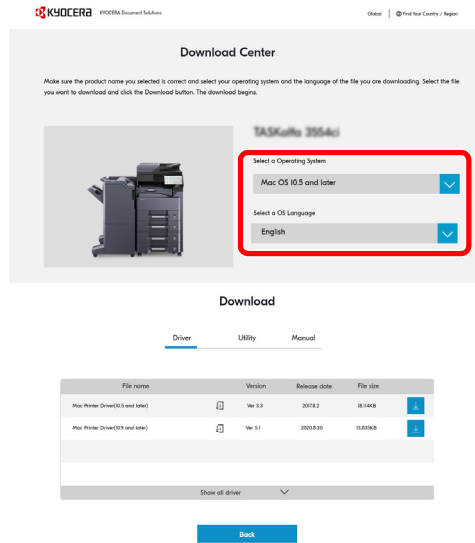 KYOCERA KYOCERA Document Solutions Global Find Your Country / Region
Download Center
Make sure the product name you selected is correct and select your operating system and the language of the file you are downloading. Select the file
you want to download and click the Download button. The download begins.
TASKalfa 3554ci
Select a Operating System
Mac OS 10.5 and later
Select a OS Language
English
Download
Driver Utility Manual
File name Version Release date File size
Mac Printer Driver(10.5 and later) Ver 3.3 2017.8.2 18,114KB
Mac Printer Driver(10.9 and later) Ver 5.1 2020.8.20 13,835KB
Show all driver
Back